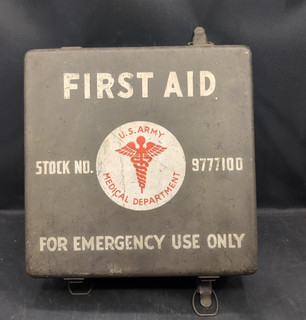 FIRST AID
U.S. ARMY
STOCK NO. 9777100
MEDICAL DEPARTMENT
FOR EMERGENCY USE ONLY